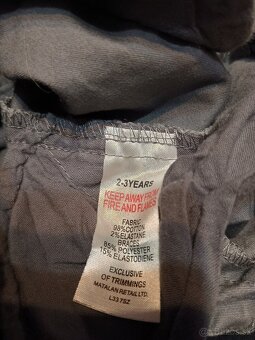 2-3YEARS
KEEP AWAY FROM
FIRE AND FLAMES
FABRIC
98%COTTON
2%ELASTANE
BRACES
85%POLYESTER
15%ELASTODIENE
EXCLUSIVE
OF TRIMMINGS
MATALAN RETAIL LTD.
L33 7SZ